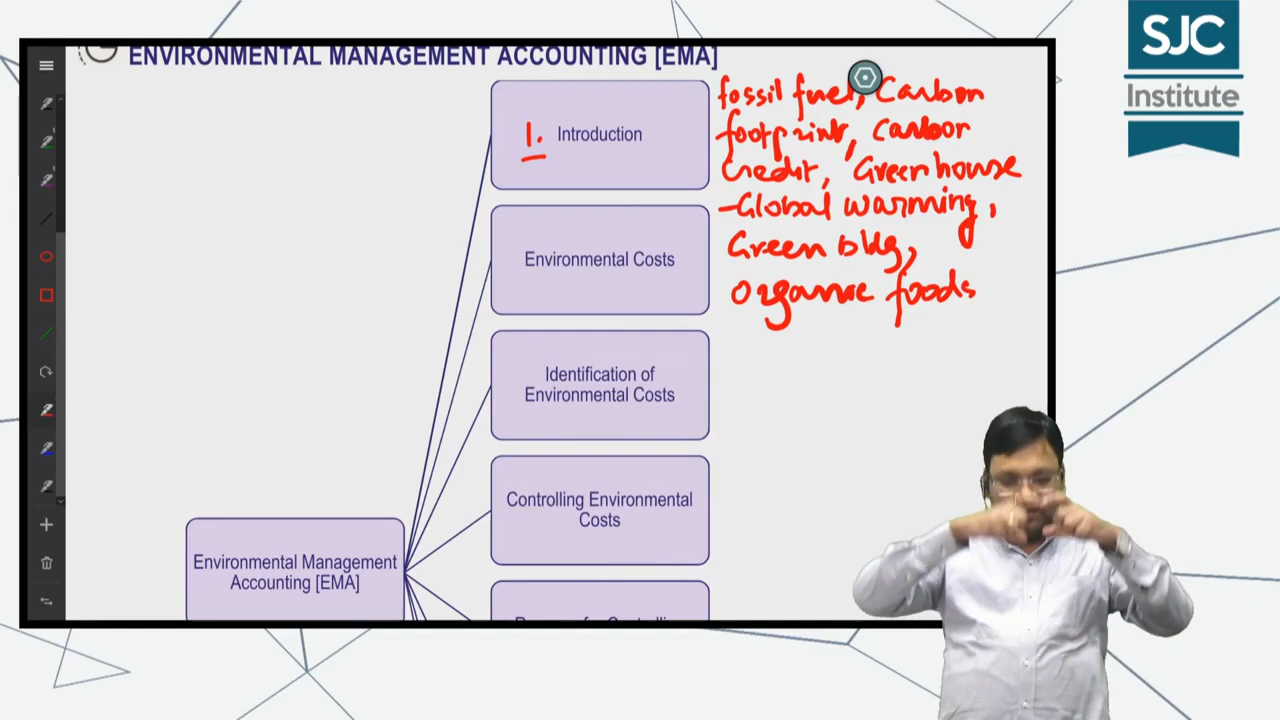 ENVIRONMENTAL MANAGEMENT ACCOUNTING [EMA]
SJC
Institute
1. Introduction
fossil fuel, Carbon
footprint, Carbon
Credit, Greenhouse
-Global warming,
Green bldg,
organic foods
Environmental Costs
Identification of
Environmental Costs
Controlling Environmental
Costs
Environmental Management
Accounting [EMA]